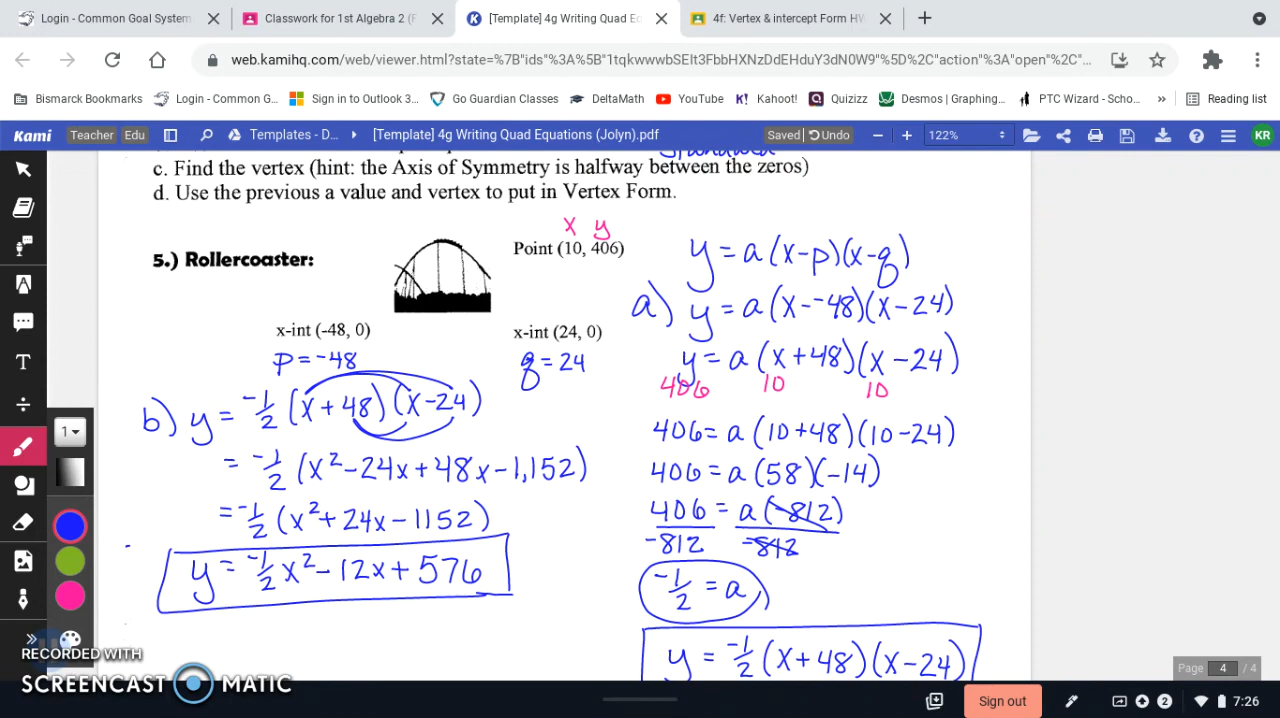 Login - Common Goal System
Classwork for 1st Algebra 2 (F
[Template] 4g Writing Quad Ec
4f: Vertex & intercept Form HW
web.kamihq.com/web/viewer.html?state=%7B"ids"%3A%5B"1tqkwwwbSEIt3FbbHXNzDdEHduY3dN0W9"%5D%2C"action"%3A"open"%2C"...
Bismarck Bookmarks
Login - Common G...
Sign in to Outlook 3...
Go Guardian Classes
DeltaMath
YouTube
Kahoot!
Quizizz
Desmos | Graphing...
PTC Wizard - Scho...
»
Reading list
Kami Teacher Edu
Templates - D...
[Template] 4g Writing Quad Equations (Jolyn).pdf
Saved Undo
122%
KR
c. Find the vertex (hint: the Axis of Symmetry is halfway between the zeros)
d. Use the previous a value and vertex to put in Vertex Form.
x y
5.) Rollercoaster:
Point (10, 406)
x-int (-48, 0)
x-int (24, 0)
p = -48
q = 24
b) y = -1/2 (x + 48)(x - 24)
= -1/2 (x² - 24x + 48x - 1,152)
= -1/2 (x² + 24x - 1152)
y = -1/2 x² - 12x + 576
y = a (x - p)(x - q)
a) y = a (x - -48)(x - 24)
y = a (x + 48)(x - 24)
406 10 10
406 = a (10 + 48)(10 - 24)
406 = a (58)(-14)
406 = a (-812)
-812 -812
-1/2 = a
y = -1/2 (x + 48)(x - 24)
1
RECORDED WITH
SCREENCAST MATIC
Page 4 / 4
Sign out
2
7:26